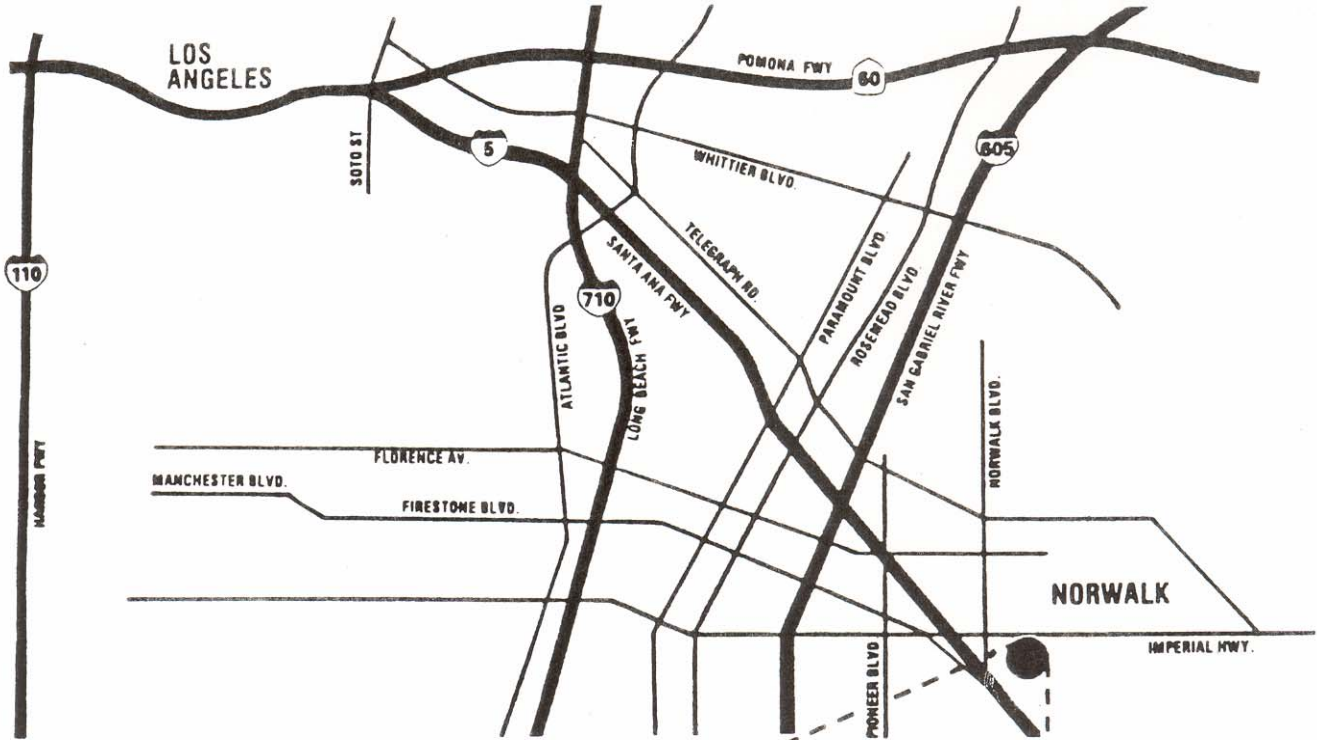 LOS
ANGELES
POMONA FWY
60
SOTO ST
5
WHITTIER BLVD.
605
110
710
SANTA ANA FWY
TELEGRAPH RD.
PARAMOUNT BLVD.
ROSEMEAD BLVD.
SAN GABRIEL RIVER FWY
ATLANTIC BLVD
LONG BEACH FWY
NORWALK BLVD.
HARBOR FWY
FLORENCE AV.
MANCHESTER BLVD.
FIRESTONE BLVD.
NORWALK
IMPERIAL HWY.
PIONEER BLVD